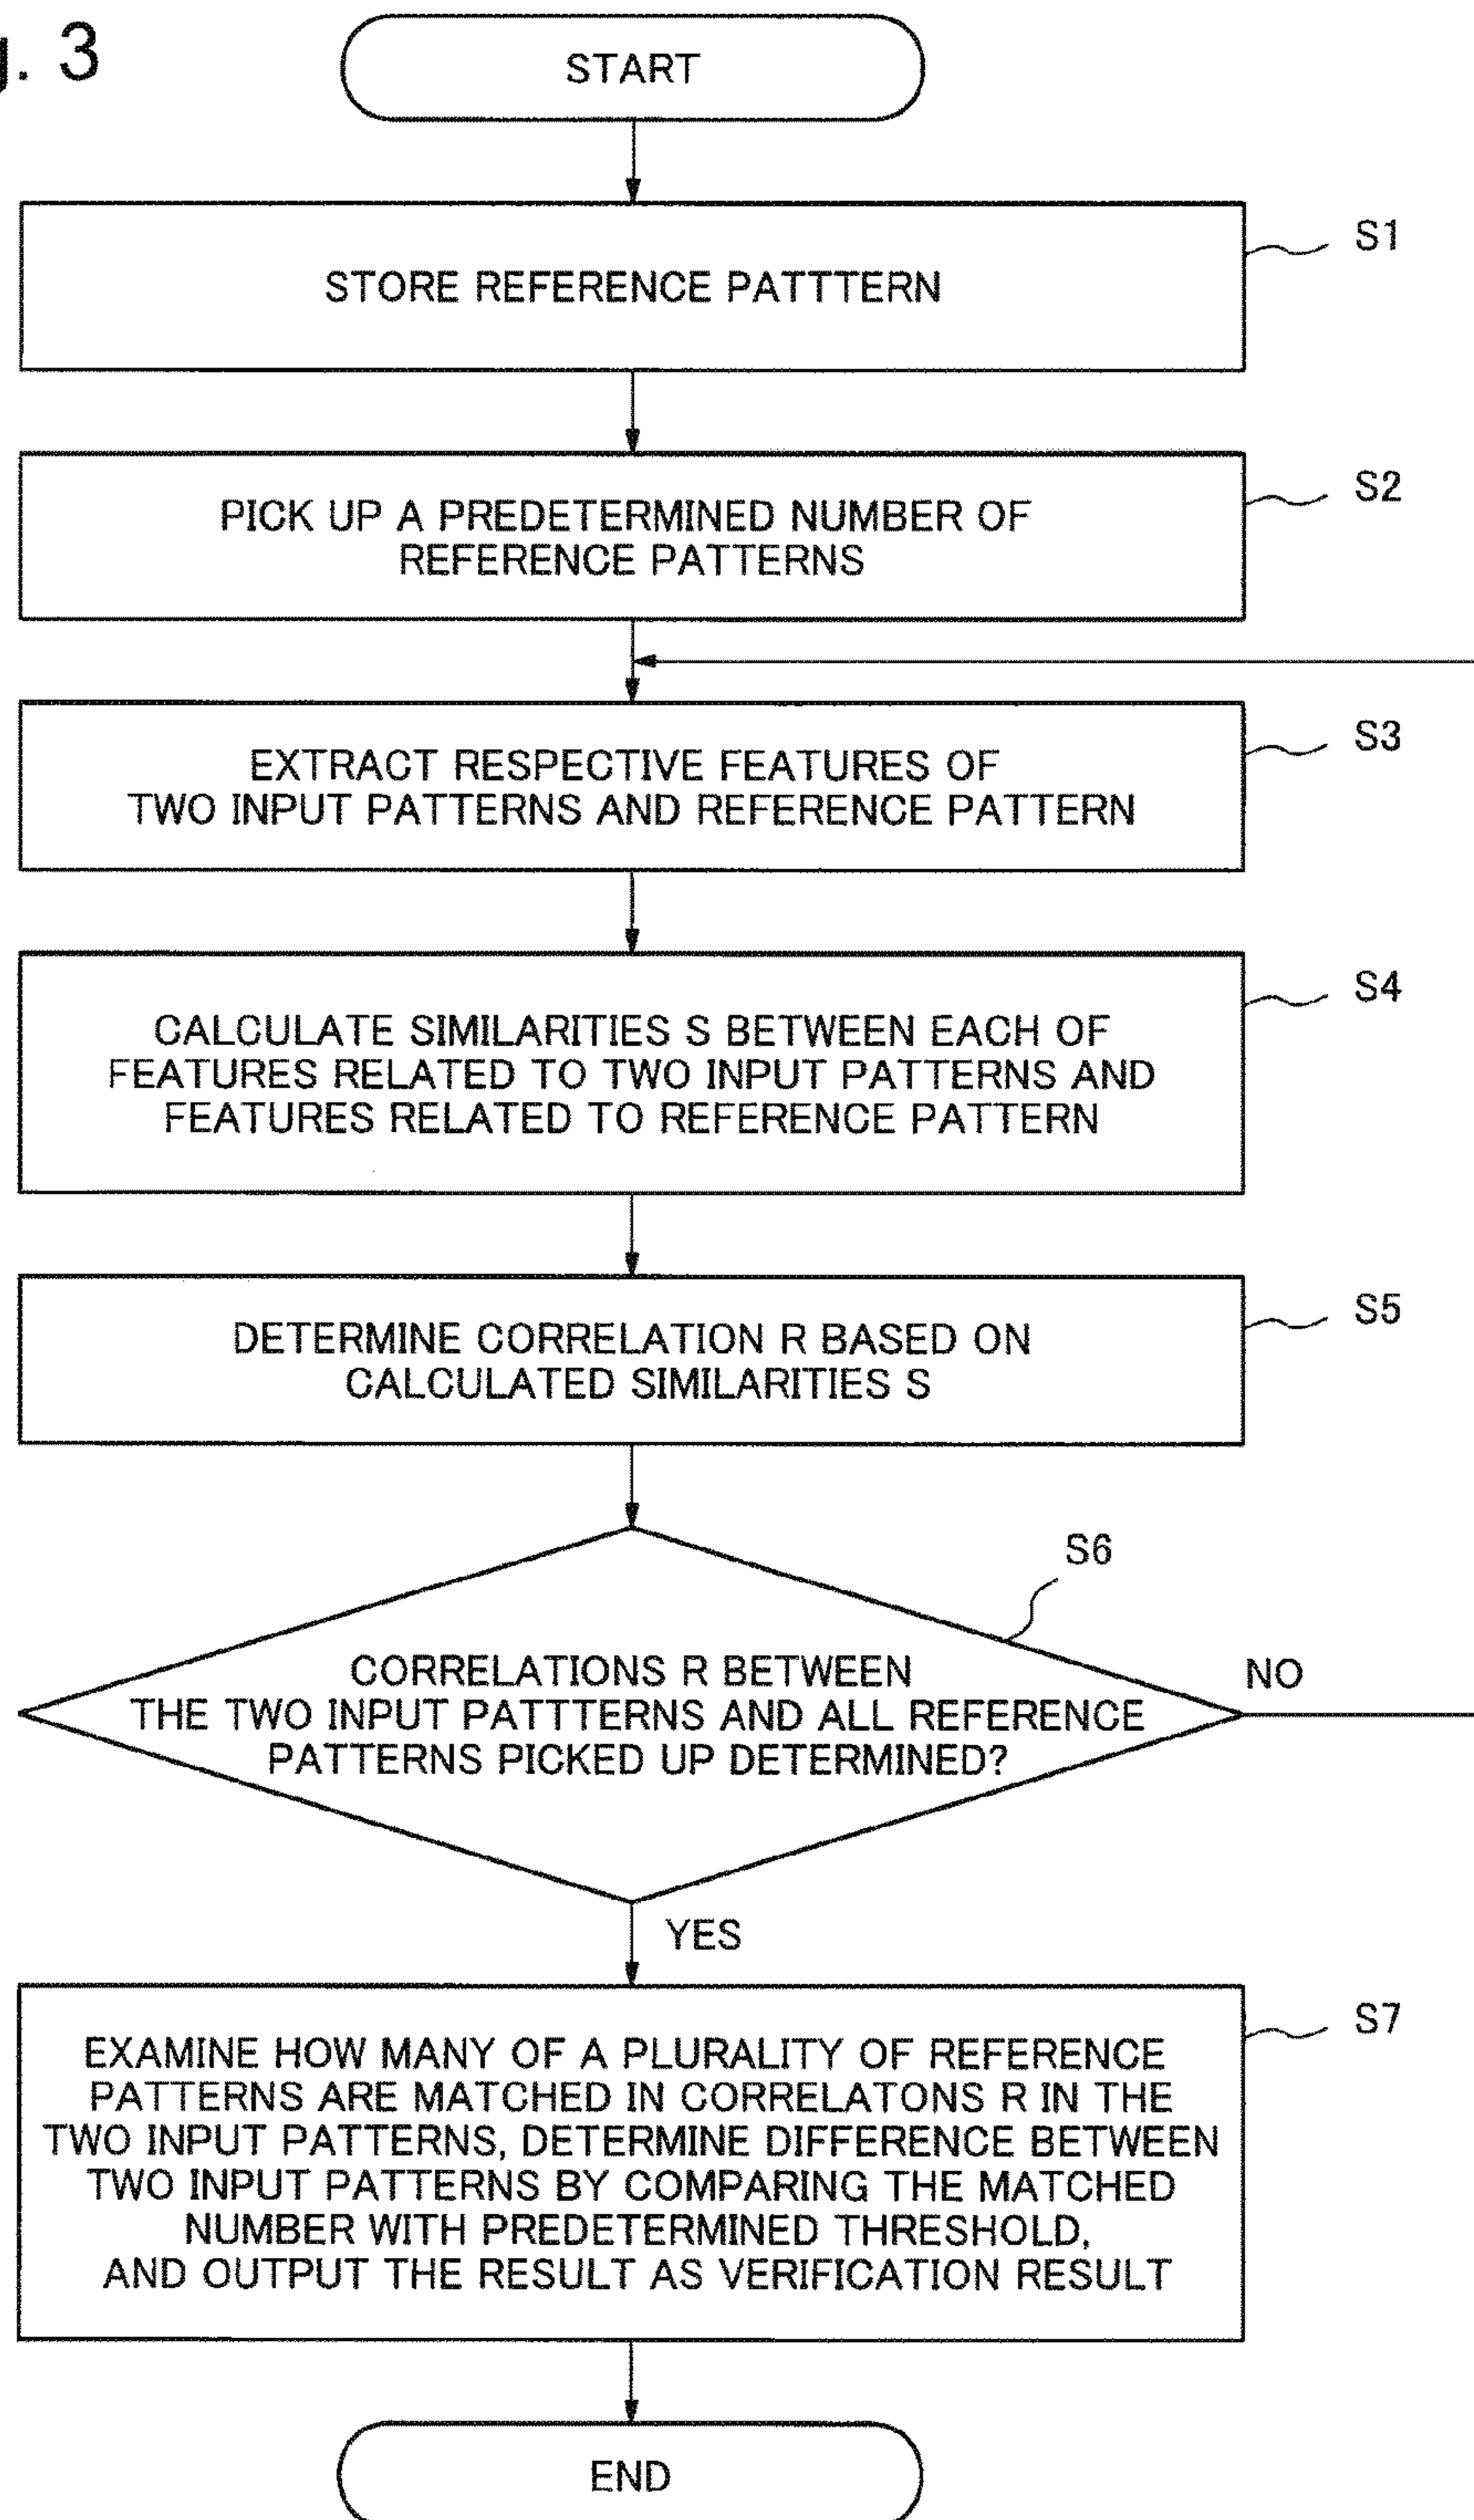 g. 3
START
STORE REFERENCE PATTTERN
S1
PICK UP A PREDETERMINED NUMBER OF
REFERENCE PATTERNS
S2
EXTRACT RESPECTIVE FEATURES OF
TWO INPUT PATTERNS AND REFERENCE PATTERN
S3
CALCULATE SIMILARITIES S BETWEEN EACH OF
FEATURES RELATED TO TWO INPUT PATTERNS AND
FEATURES RELATED TO REFERENCE PATTERN
S4
DETERMINE CORRELATION R BASED ON
CALCULATED SIMILARITIES S
S5
S6
CORRELATIONS R BETWEEN
THE TWO INPUT PATTTERNS AND ALL REFERENCE
PATTERNS PICKED UP DETERMINED?
NO
YES
EXAMINE HOW MANY OF A PLURALITY OF REFERENCE
PATTERNS ARE MATCHED IN CORRELATONS R IN THE
TWO INPUT PATTERNS, DETERMINE DIFFERENCE BETWEEN
TWO INPUT PATTERNS BY COMPARING THE MATCHED
NUMBER WITH PREDETERMINED THRESHOLD,
AND OUTPUT THE RESULT AS VERIFICATION RESULT
S7
END